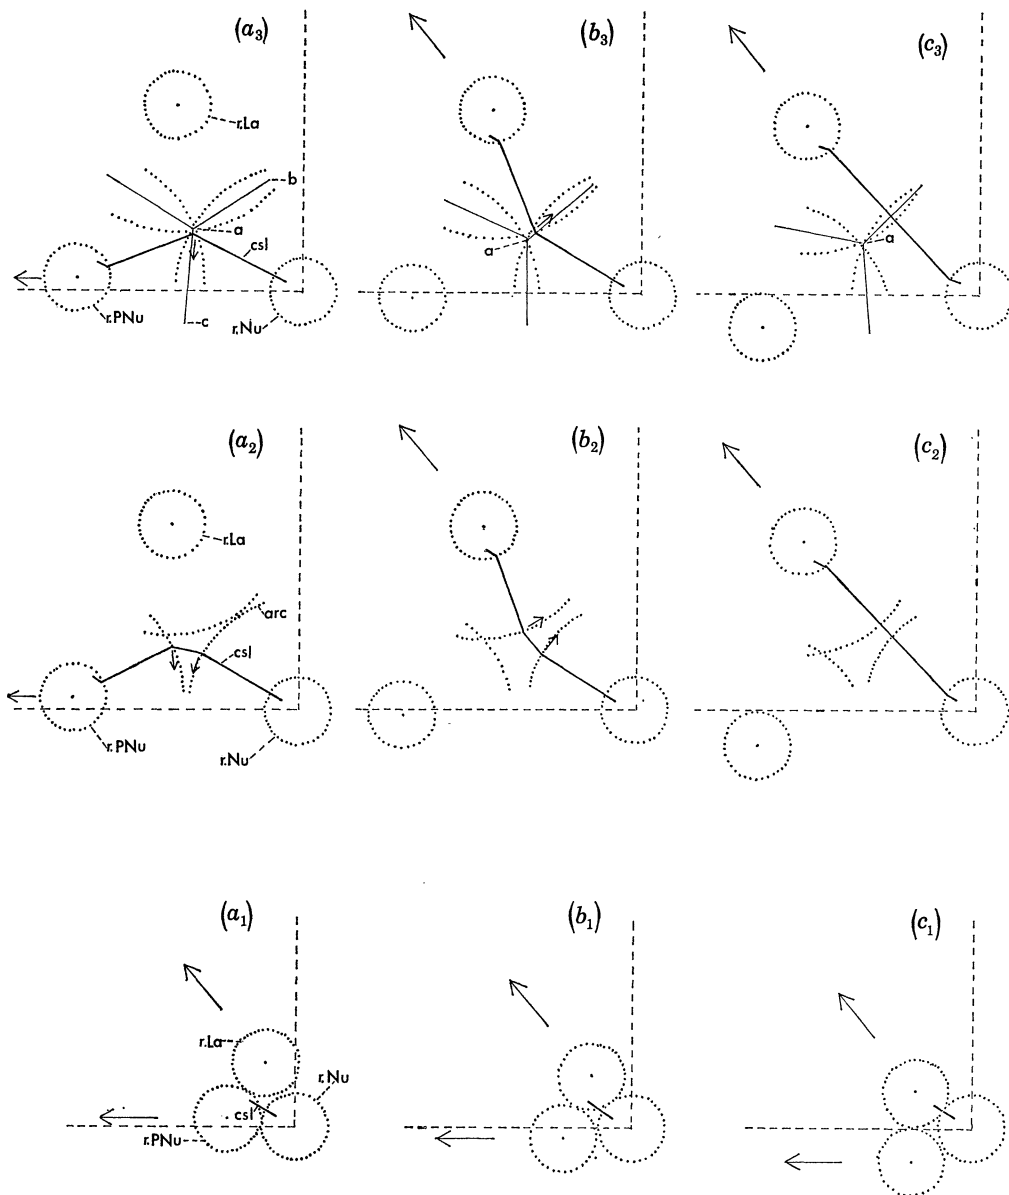 (a₃)
(b₃)
(c₃)
r.La
b
a
csl
a
a
r.PNu
c
r.Nu
(a₂)
(b₂)
(c₂)
r.La
arc
csl
r.PNu
r.Nu
(a₁)
(b₁)
(c₁)
r.La
r.Nu
csl
r.PNu